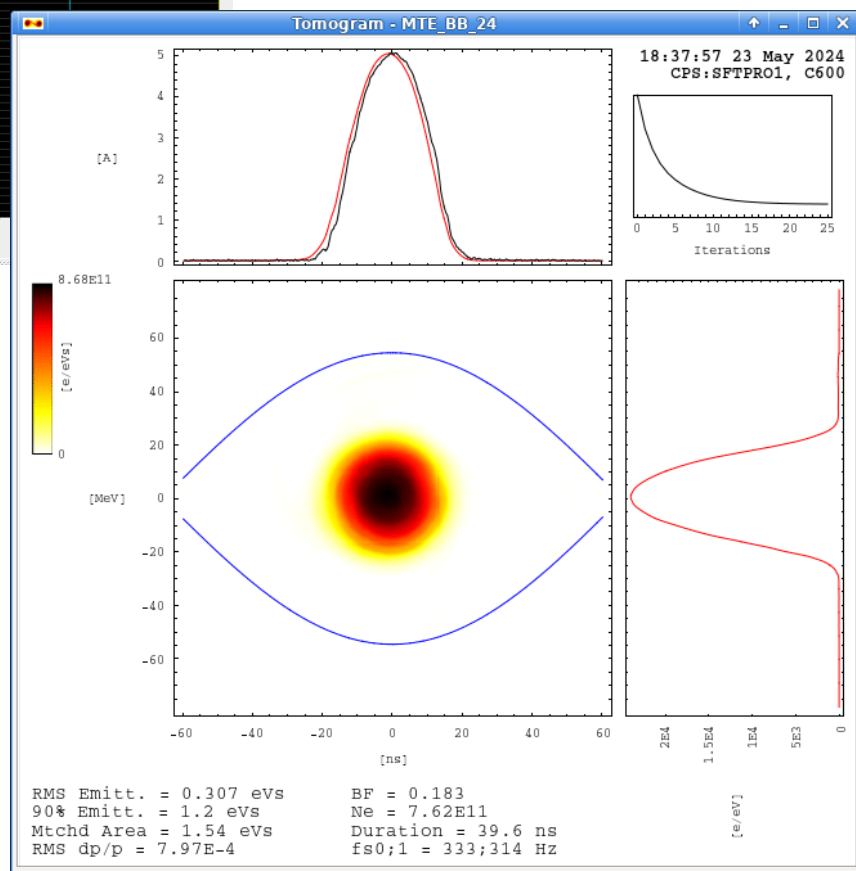 Tomogram - MTE_BB_24
18:37:57 23 May 2024
CPS:SFTPRO1, C600
5
4
3
2
1
0
[A]
0 5 10 15 20 25
Iterations
8.68E11
[e/eVs]
0
60
40
20
0
-20
-40
-60
[MeV]
-60 -40 -20 0 20 40 60
[ns]
2E4 1.5E4 1E4 5E3 0
[e/eV]
RMS Emitt. = 0.307 eVs
90% Emitt. = 1.2 eVs
Mtchd Area = 1.54 eVs
RMS dp/p = 7.97E-4
BF = 0.183
Ne = 7.62E11
Duration = 39.6 ns
fs0;1 = 333;314 Hz